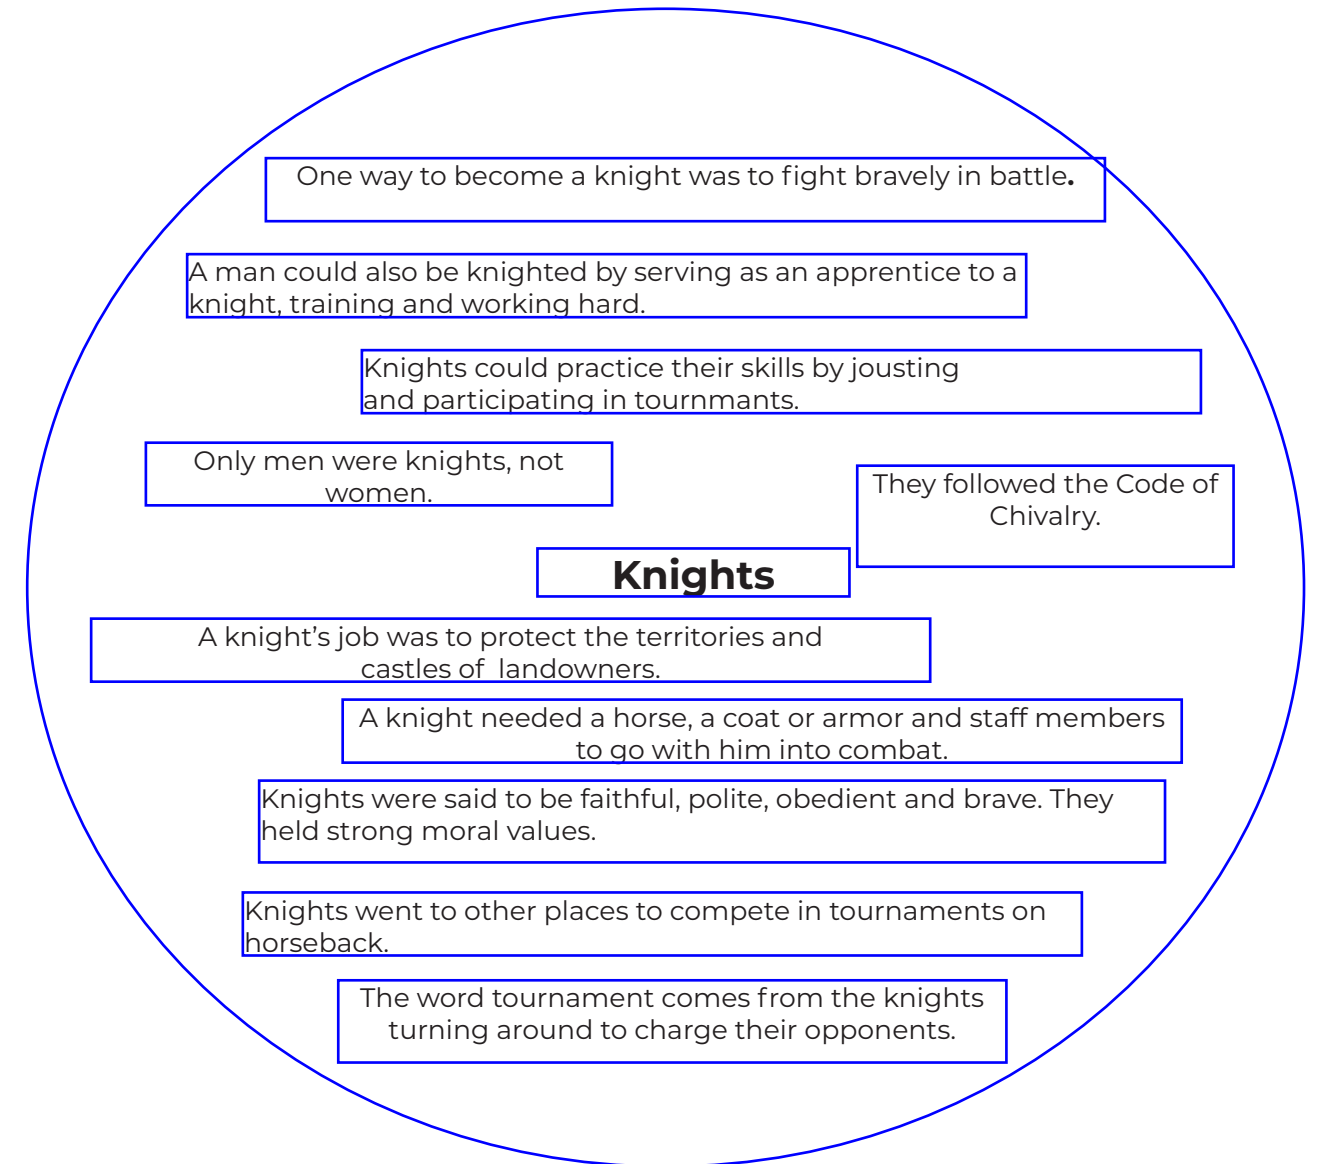 One way to become a knight was to fight bravely in battle.
A man could also be knighted by serving as an apprentice to a
knight, training and working hard.
Knights could practice their skills by jousting
and participating in tournmants.
Only men were knights, not
women.
They followed the Code of
Chivalry.
Knights
A knight’s job was to protect the territories and
castles of  landowners.
A knight needed a horse, a coat or armor and staff members
to go with him into combat.
Knights were said to be faithful, polite, obedient and brave. They
held strong moral values.
Knights went to other places to compete in tournaments on
horseback.
The word tournament comes from the knights
turning around to charge their opponents.